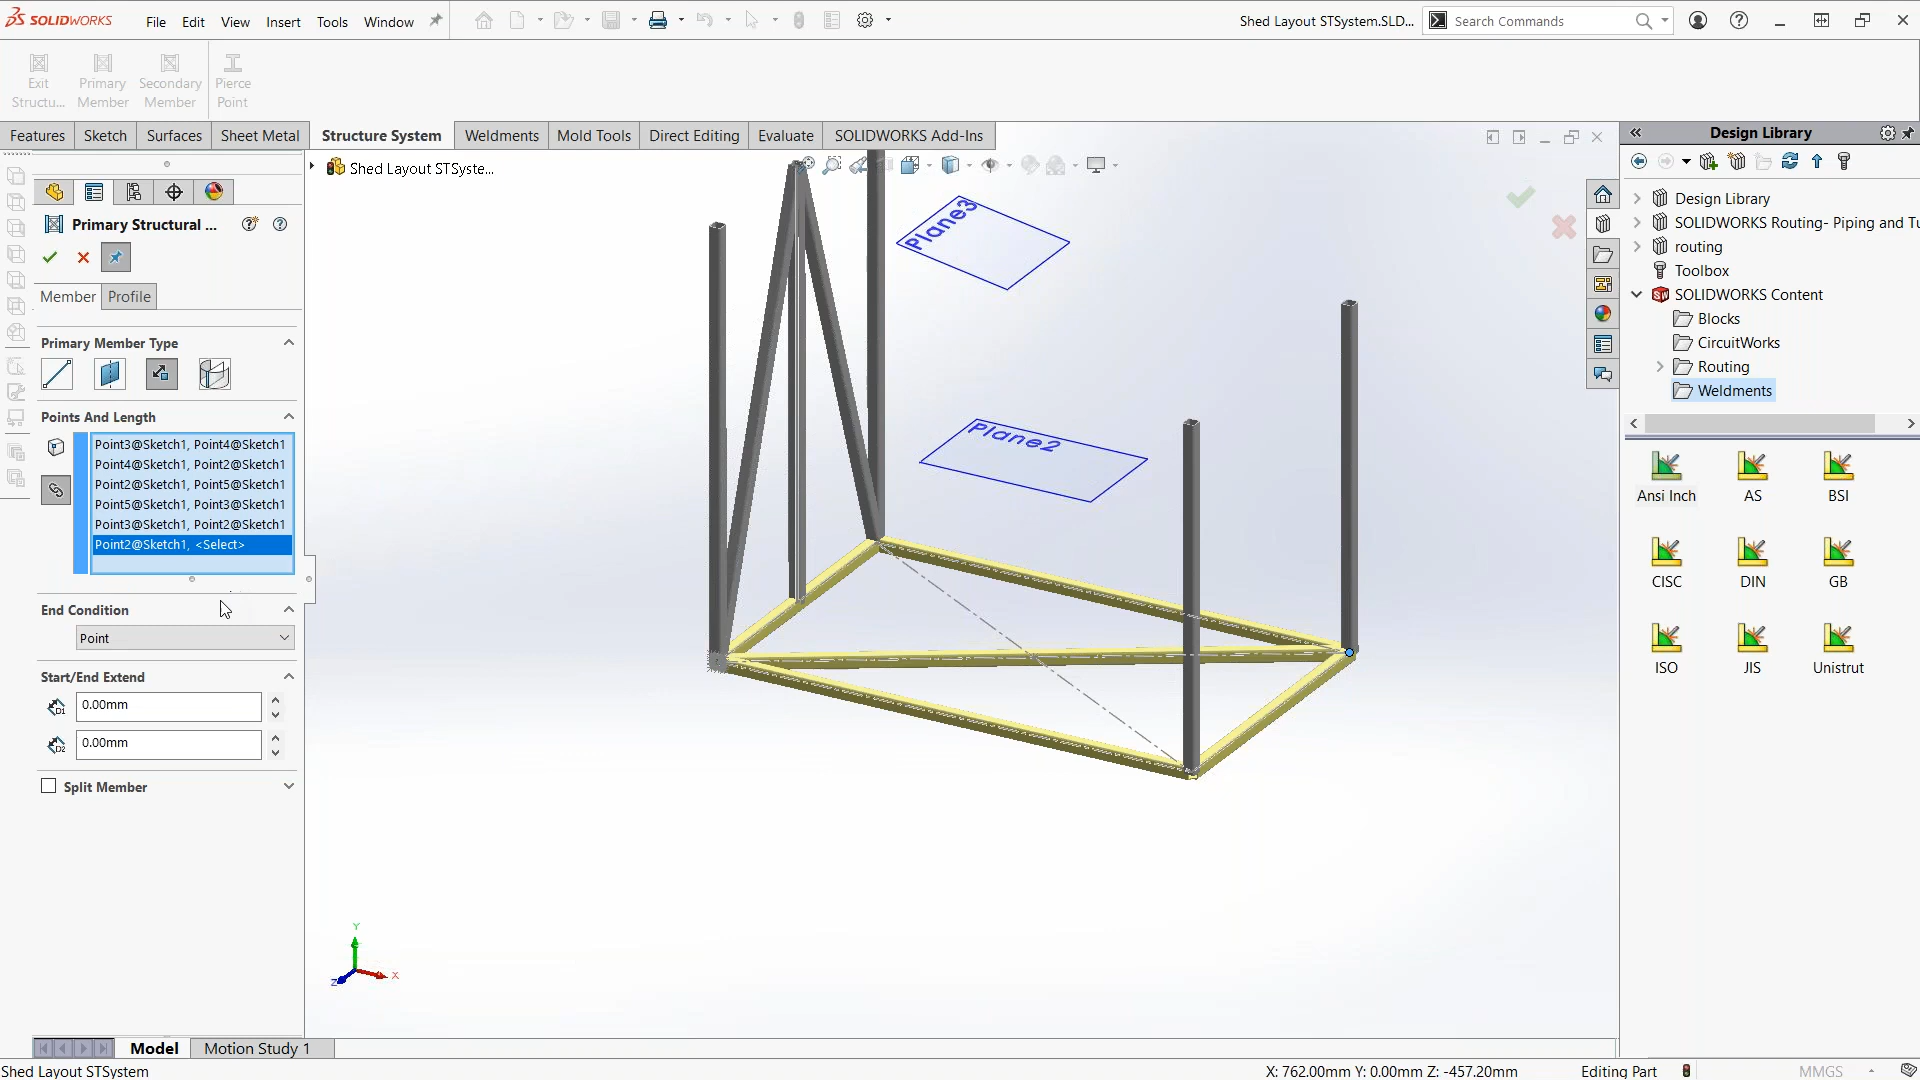 SOLIDWORKS File Edit View Insert Tools Window Shed Layout STSystem.SLD... Search Commands
Exit Structu... Primary Member Secondary Member Pierce Point
Features Sketch Surfaces Sheet Metal Structure System Weldments Mold Tools Direct Editing Evaluate SOLIDWORKS Add-Ins
Shed Layout STSyste...
Primary Structural ...
Member Profile
Primary Member Type
Points And Length
Point3@Sketch1, Point4@Sketch1
Point4@Sketch1, Point2@Sketch1
Point2@Sketch1, Point5@Sketch1
Point5@Sketch1, Point3@Sketch1
Point3@Sketch1, Point2@Sketch1
Point2@Sketch1, <Select>
End Condition
Point
Start/End Extend
D1 0.00mm
D2 0.00mm
Split Member
Plane3
Plane2
Y
X
Z
Design Library
Design Library
SOLIDWORKS Routing- Piping and Tu
routing
Toolbox
SOLIDWORKS Content
Blocks
CircuitWorks
Routing
Weldments
Ansi Inch AS BSI
CISC DIN GB
ISO JIS Unistrut
Model Motion Study 1
Shed Layout STSystem X: 762.00mm Y: 0.00mm Z: -457.20mm Editing Part MMGS